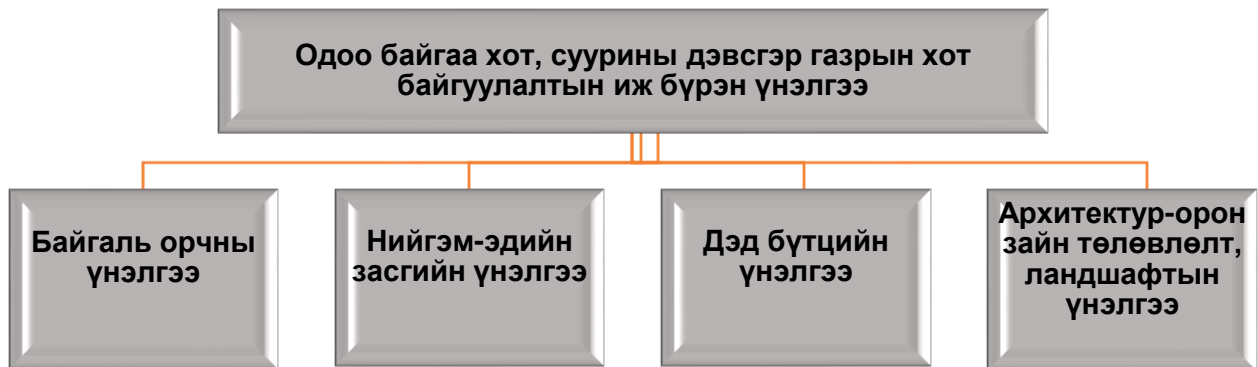 Одоо байгаа хот, суурины дэвсгэр газрын хот
байгуулалтын иж бүрэн үнэлгээ
Байгаль орчны
үнэлгээ
Нийгэм-эдийн
засгийн үнэлгээ
Дэд бүтцийн
үнэлгээ
Архитектур-орон
зайн төлөвлөлт,
ландшафтын
үнэлгээ